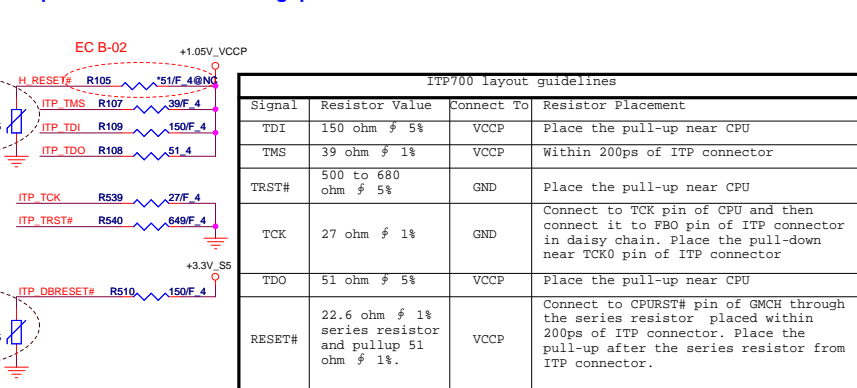 EC B-02
+1.05V_VCCP
H_RESET# R105 *51/F_4@NC
ITP_TMS R107 39/F_4
ITP_TDI R109 150/F_4
ITP_TDO R108 51_4
ITP_TCK R539 27/F_4
ITP_TRST# R540 649/F_4
+3.3V_S5
ITP_DBRESET# R510 150/F_4
ITP700 layout guidelines
Signal Resistor Value Connect To Resistor Placement
TDI 150 ohm ∮ 5% VCCP Place the pull-up near CPU
TMS 39 ohm ∮ 1% VCCP Within 200ps of ITP connector
TRST# 500 to 680
ohm ∮ 5% GND Place the pull-up near CPU
TCK 27 ohm ∮ 1% GND Connect to TCK pin of CPU and then
connect it to FBO pin of ITP connector
in daisy chain. Place the pull-down
near TCK0 pin of ITP connector
TDO 51 ohm ∮ 5% VCCP Place the pull-up near CPU
RESET# 22.6 ohm ∮ 1%
series resistor
and pullup 51
ohm ∮ 1%. VCCP Connect to CPURST# pin of GMCH through
the series resistor placed within
200ps of ITP connector. Place the
pull-up after the series resistor from
ITP connector.